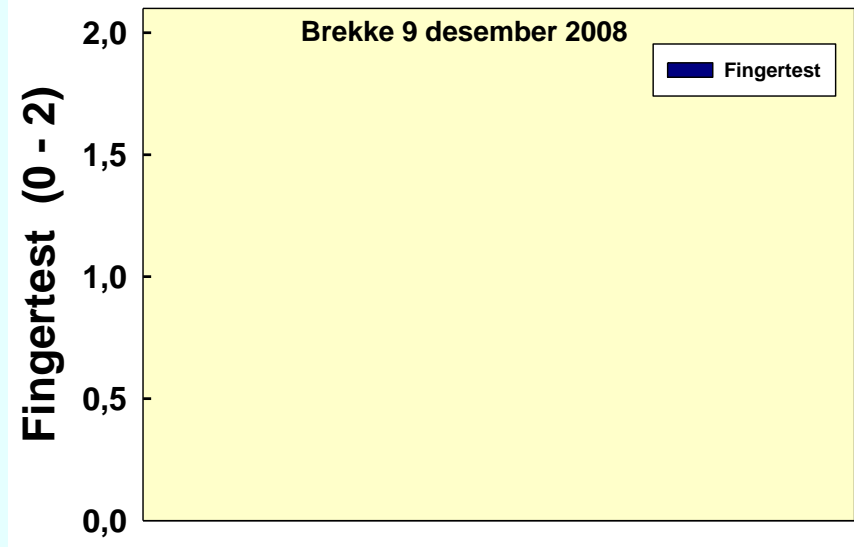 Brekke 9 desember 2008
Fingertest
Fingertest (0 - 2)
2,0
1,5
1,0
0,5
0,0